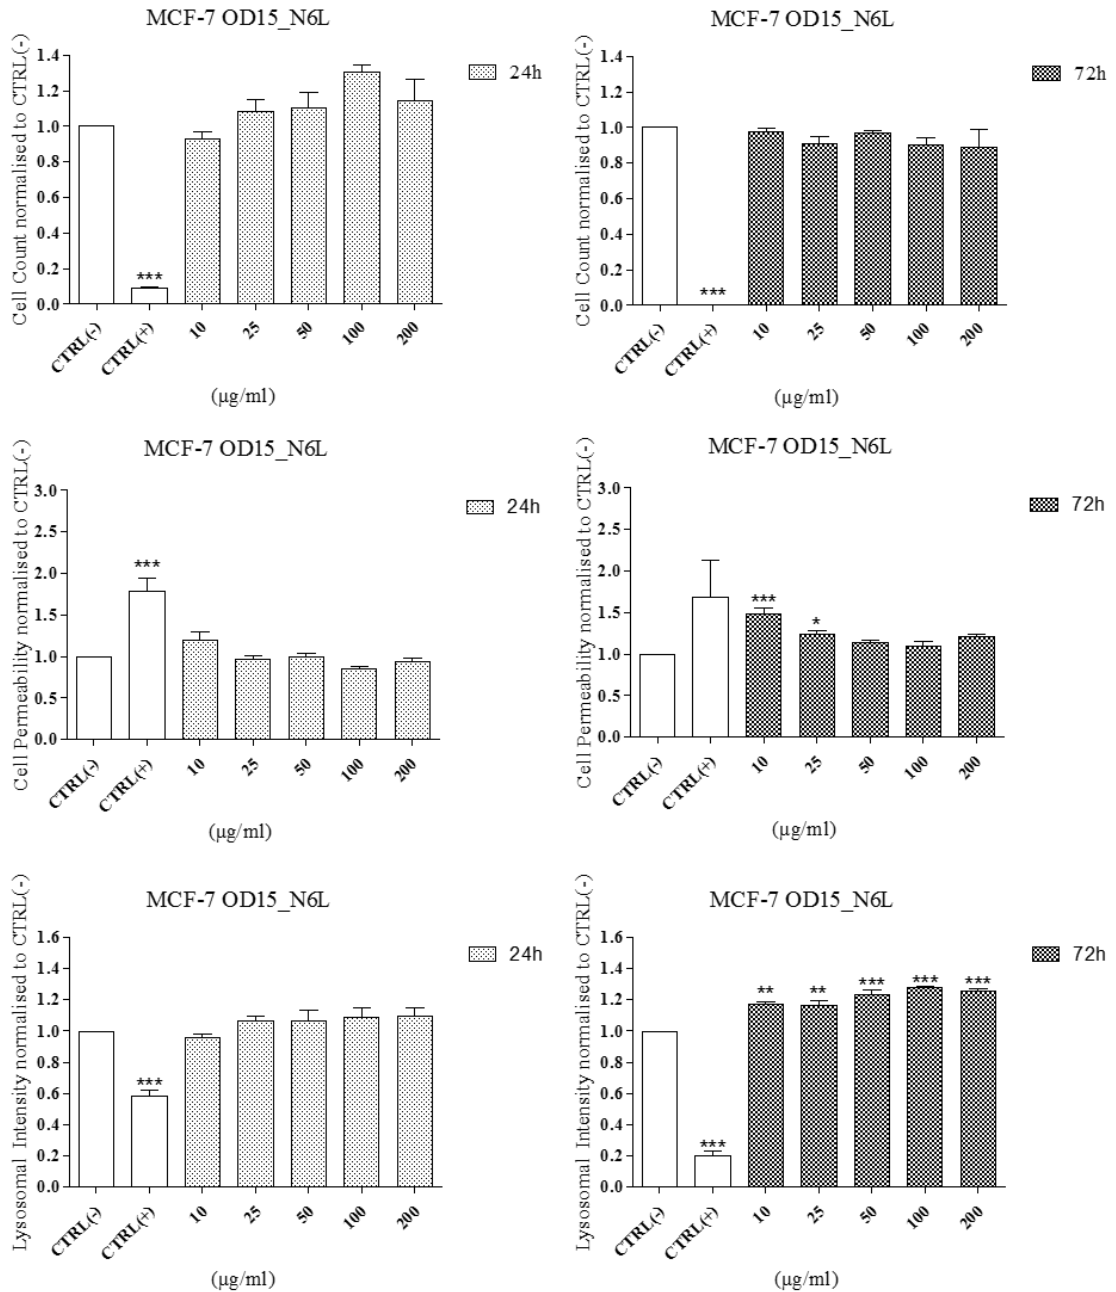 MCF-7 OD15_N6L
Cell Count normalised to CTRL(-)
1.4
1.2
1.0
0.8
0.6
0.4
0.2
0.0
***
24h
CTRL(-) CTRL(+) 10 25 50 100 200
(µg/ml)
MCF-7 OD15_N6L
Cell Count normalised to CTRL(-)
1.4
1.2
1.0
0.8
0.6
0.4
0.2
0.0
***
72h
CTRL(-) CTRL(+) 10 25 50 100 200
(µg/ml)
MCF-7 OD15_N6L
Cell Permeability normalised to CTRL(-)
3.0
2.5
2.0
1.5
1.0
0.5
0.0
***
24h
CTRL(-) CTRL(+) 10 25 50 100 200
(µg/ml)
MCF-7 OD15_N6L
Cell Permeability normalised to CTRL(-)
3.0
2.5
2.0
1.5
1.0
0.5
0.0
*** *
72h
CTRL(-) CTRL(+) 10 25 50 100 200
(µg/ml)
MCF-7 OD15_N6L
Lysosomal Intensity normalised to CTRL(-)
1.6
1.4
1.2
1.0
0.8
0.6
0.4
0.2
0.0
***
24h
CTRL(-) CTRL(+) 10 25 50 100 200
(µg/ml)
MCF-7 OD15_N6L
Lysosomal Intensity normalised to CTRL(-)
1.6
1.4
1.2
1.0
0.8
0.6
0.4
0.2
0.0
*** ** ** *** *** ***
72h
CTRL(-) CTRL(+) 10 25 50 100 200
(µg/ml)